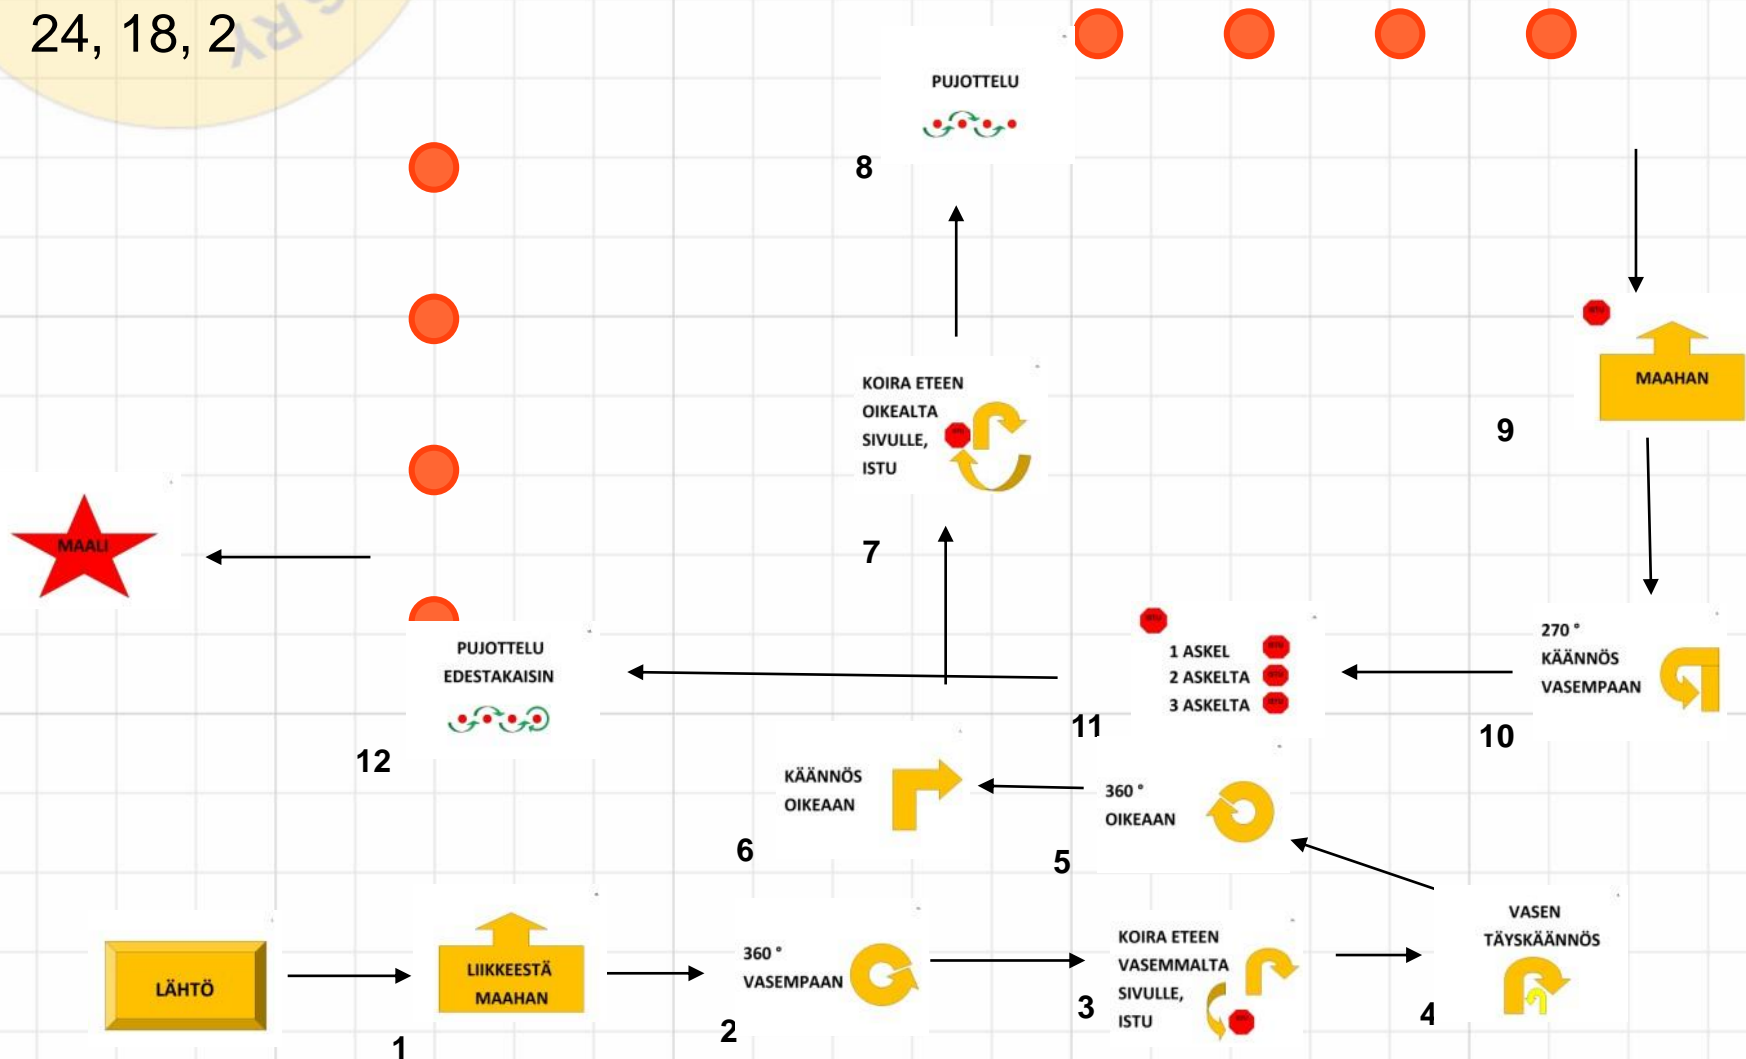 24, 18, 2
GRY
PUJOTTELU
8
KOIRA ETEEN
OIKEALTA
SIVULLE,
ISTU
7
MAAHAN
9
MAALI
270 °
KÄÄNNÖS
VASEMPAAN
10
1 ASKEL
2 ASKELTA
3 ASKELTA
11
PUJOTTELU
EDESTAKAISIN
12
KÄÄNNÖS
OIKEAAN
6
360 °
OIKEAAN
5
LÄHTÖ
LIIKKEESTÄ
MAAHAN
1
360 °
VASEMPAAN
2
KOIRA ETEEN
VASEMMALTA
SIVULLE,
ISTU
3
VASEN
TÄYSKÄÄNNÖS
4